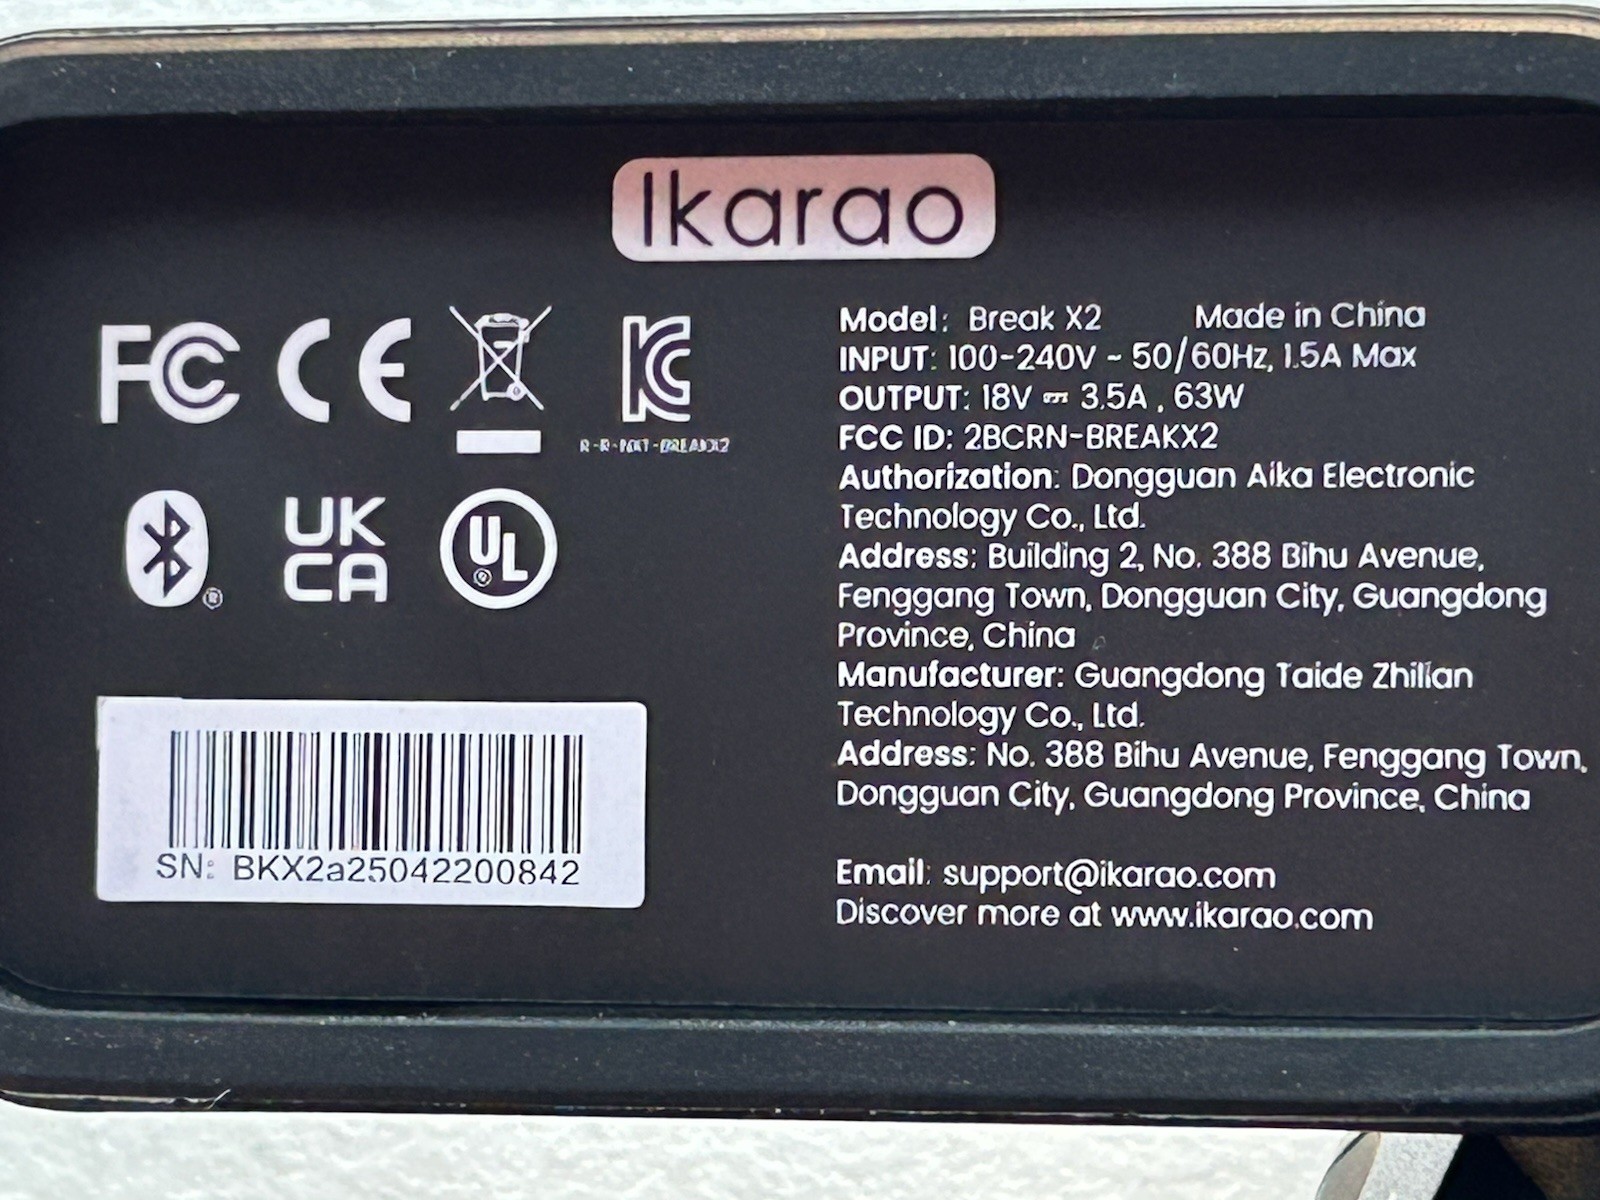 Ikarao
FC CE
UK
CA
UL
SN: BKX2a25042200842
Model: Break X2 Made in China
INPUT: 100-240V ~ 50/60Hz, 1.5A Max
OUTPUT: 18V ⎓ 3.5A , 63W
FCC ID: 2BCRN-BREAKX2
Authorization: Dongguan Aika Electronic
Technology Co., Ltd.
Address: Building 2, No. 388 Bihu Avenue,
Fenggang Town, Dongguan City, Guangdong
Province, China
Manufacturer: Guangdong Taide Zhilian
Technology Co., Ltd.
Address: No. 388 Bihu Avenue, Fenggang Town,
Dongguan City, Guangdong Province, China
Email: support@ikarao.com
Discover more at www.ikarao.com